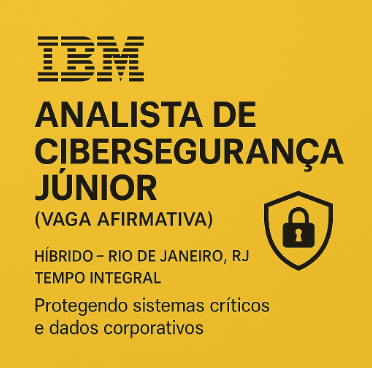 IBM
ANALISTA DE
CIBERSEGURANÇA
JÚNIOR
(VAGA AFIRMATIVA)
HÍBRIDO – RIO DE JANEIRO, RJ
TEMPO INTEGRAL
Protegendo sistemas críticos
e dados corporativos